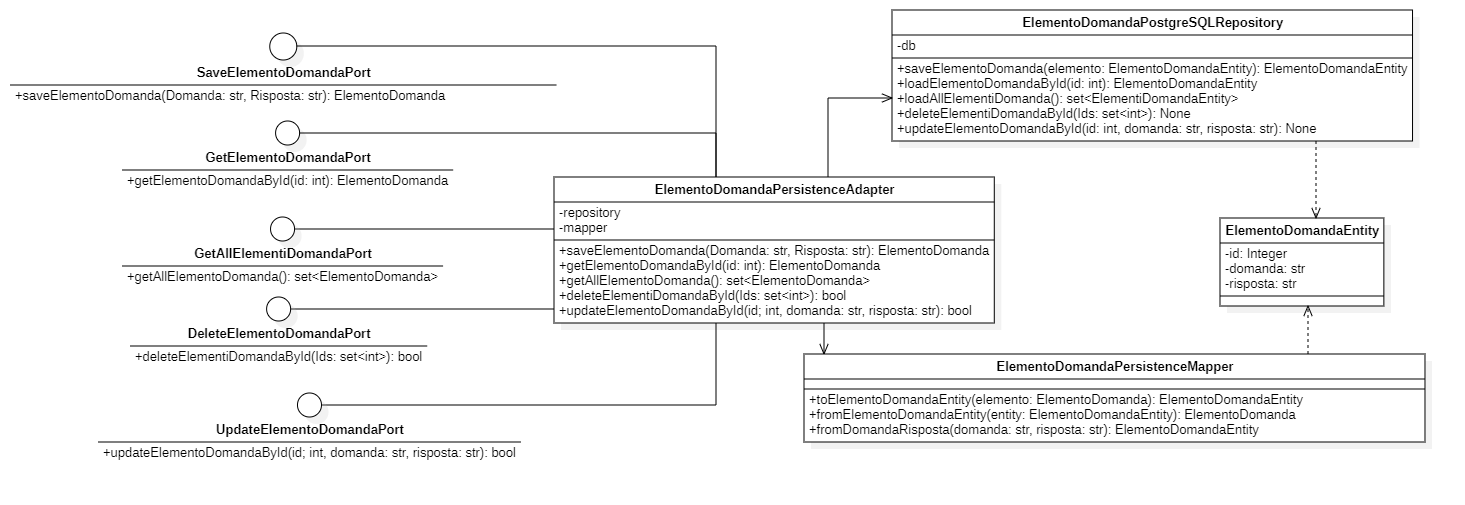 SaveElementoDomandaPort
+saveElementoDomanda(Domanda: str, Risposta: str): ElementoDomanda
GetElementoDomandaPort
+getElementoDomandaById(id: int): ElementoDomanda
GetAllElementiDomandaPort
+getAllElementoDomanda(): set<ElementoDomanda>
DeleteElementoDomandaPort
+deleteElementiDomandaById(Ids: set<int>): bool
UpdateElementoDomandaPort
+updateElementoDomandaById(id; int, domanda: str, risposta: str): bool
ElementoDomandaPersistenceAdapter
-repository
-mapper
+saveElementoDomanda(Domanda: str, Risposta: str): ElementoDomanda
+getElementoDomandaById(id: int): ElementoDomanda
+getAllElementoDomanda(): set<ElementoDomanda>
+deleteElementiDomandaById(Ids: set<int>): bool
+updateElementoDomandaById(id; int, domanda: str, risposta: str): bool
ElementoDomandaPostgreSQLRepository
-db
+saveElementoDomanda(elemento: ElementoDomandaEntity): ElementoDomandaEntity
+loadElementoDomandaById(id: int): ElementoDomandaEntity
+loadAllElementiDomanda(): set<ElementiDomandaEntity>
+deleteElementiDomandaById(Ids: set<int>): None
+updateElementoDomandaById(id: int, domanda: str, risposta: str): None
ElementoDomandaEntity
-id: Integer
-domanda: str
-risposta: str
ElementoDomandaPersistenceMapper
+toElementoDomandaEntity(elemento: ElementoDomanda): ElementoDomandaEntity
+fromElementoDomandaEntity(entity: ElementoDomandaEntity): ElementoDomanda
+fromDomandaRisposta(domanda: str, risposta: str): ElementoDomandaEntity